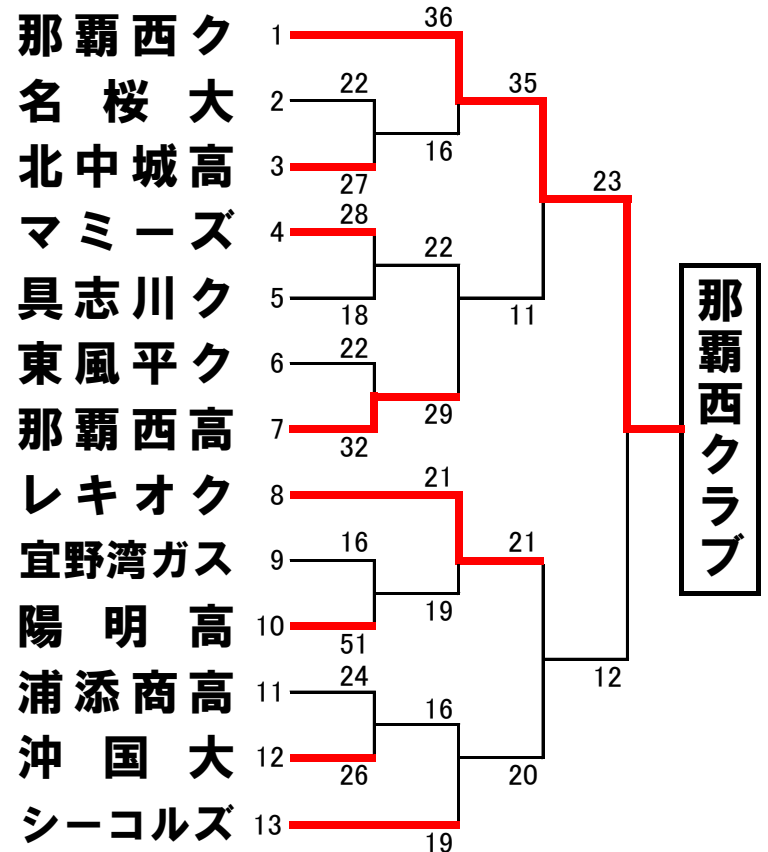 那覇西ク 1
名桜大 2
北中城高 3
マミーズ 4
具志川ク 5
東風平ク 6
那覇西高 7
レキオク 8
宜野湾ガス 9
陽明高 10
浦添商高 11
沖国大 12
シーコルズ 13
22
27
28
18
22
32
16
51
24
26
36
16
22
29
21
19
16
19
35
11
21
20
23
12
那覇西クラブ